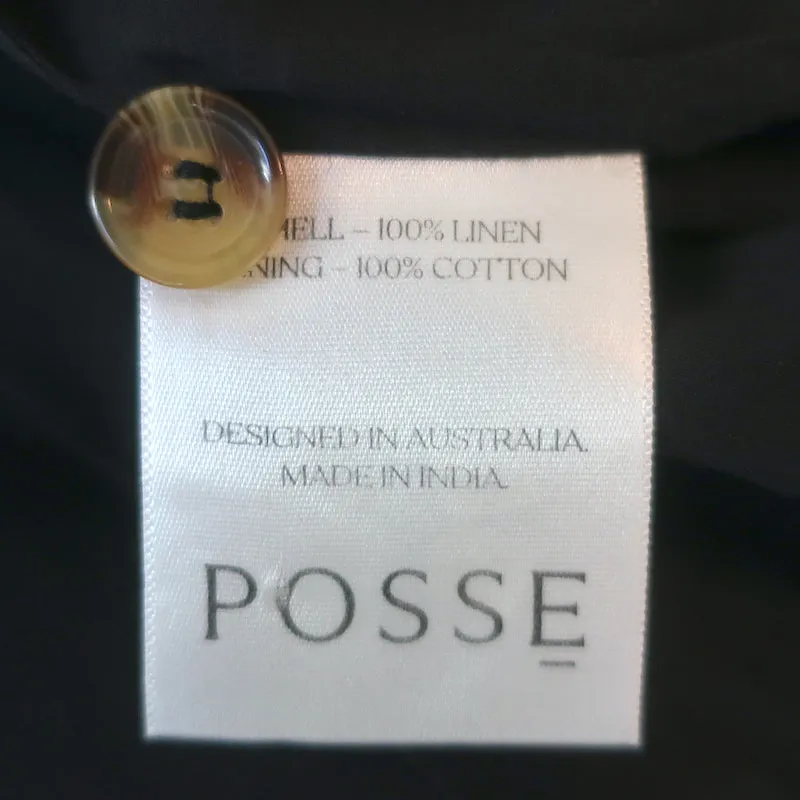 HELL – 100% LINEN
NING – 100% COTTON
DESIGNED IN AUSTRALIA.
MADE IN INDIA.
POSSE